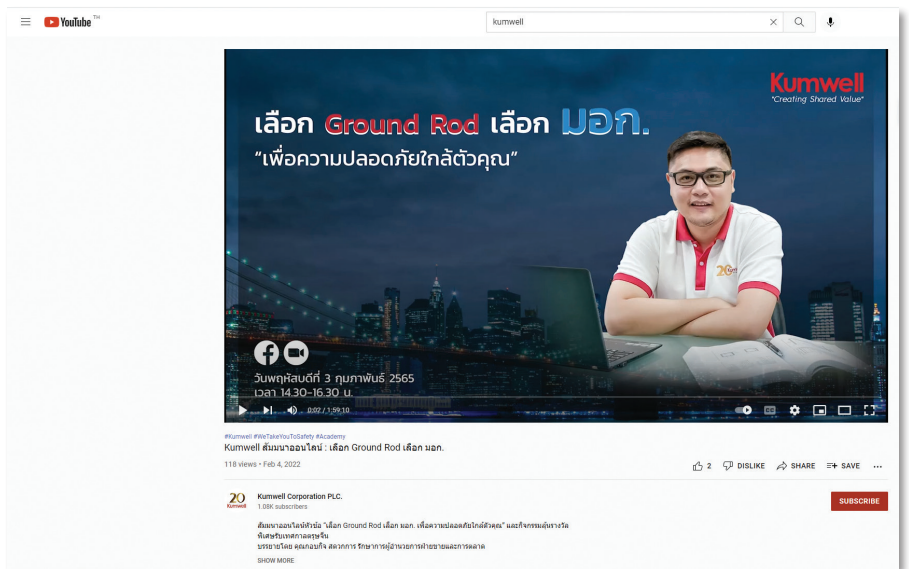 YouTube TM
kumwell
Kumwell
"Creating Shared Value"
เลือก Ground Rod เลือก มอก.
"เพื่อความปลอดภัยใกล้ตัวคุณ"
20
วันพฤหัสบดีที่ 3 กุมภาพันธ์ 2565
เวลา 14.30-16.30 น.
0:02 / 1:59:10
#Kumwell #WeTakeYouToSafety #Academy
Kumwell สัมมนาออนไลน์ : เลือก Ground Rod เลือก มอก.
118 views • Feb 4, 2022
2 DISLIKE SHARE SAVE ...
20
Kumwell
Kumwell Corporation PLC.
1.08K subscribers
SUBSCRIBE
สัมมนาออนไลน์หัวข้อ "เลือก Ground Rod เลือก มอก. เพื่อความปลอดภัยใกล้ตัวคุณ" และกิจกรรมลุ้นรางวัล
พิเศษรับเทศกาลตรุษจีน
บรรยายโดย คุณกอบกิจ สดวกการ รักษาการผู้อำนวยการฝ่ายขายและการตลาด
SHOW MORE